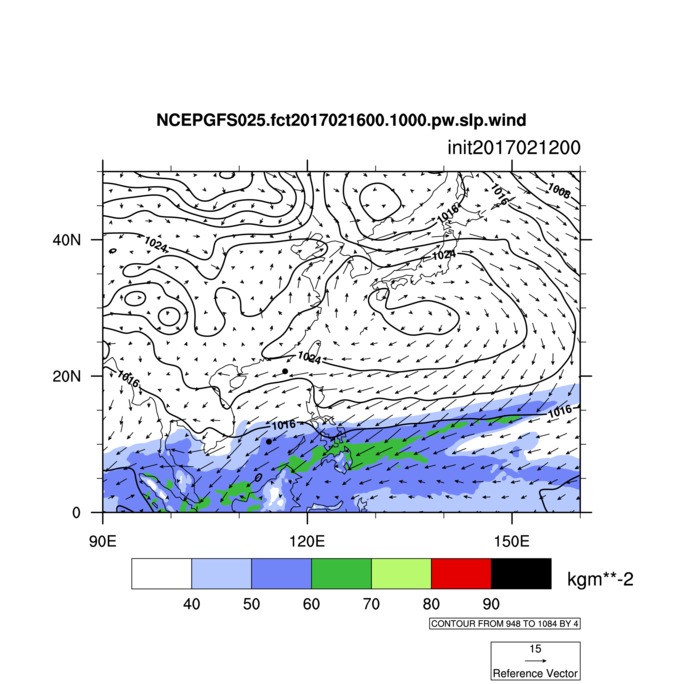 NCEPGFS025.fct2017021600.1000.pw.slp.wind
init2017021200
1008
1016
1016
40N
1024
1024
1024
20N
1016
1016
1016
0
0
90E 120E 150E
kgm**-2
40 50 60 70 80 90
CONTOUR FROM 948 TO 1084 BY 4
15
Reference Vector